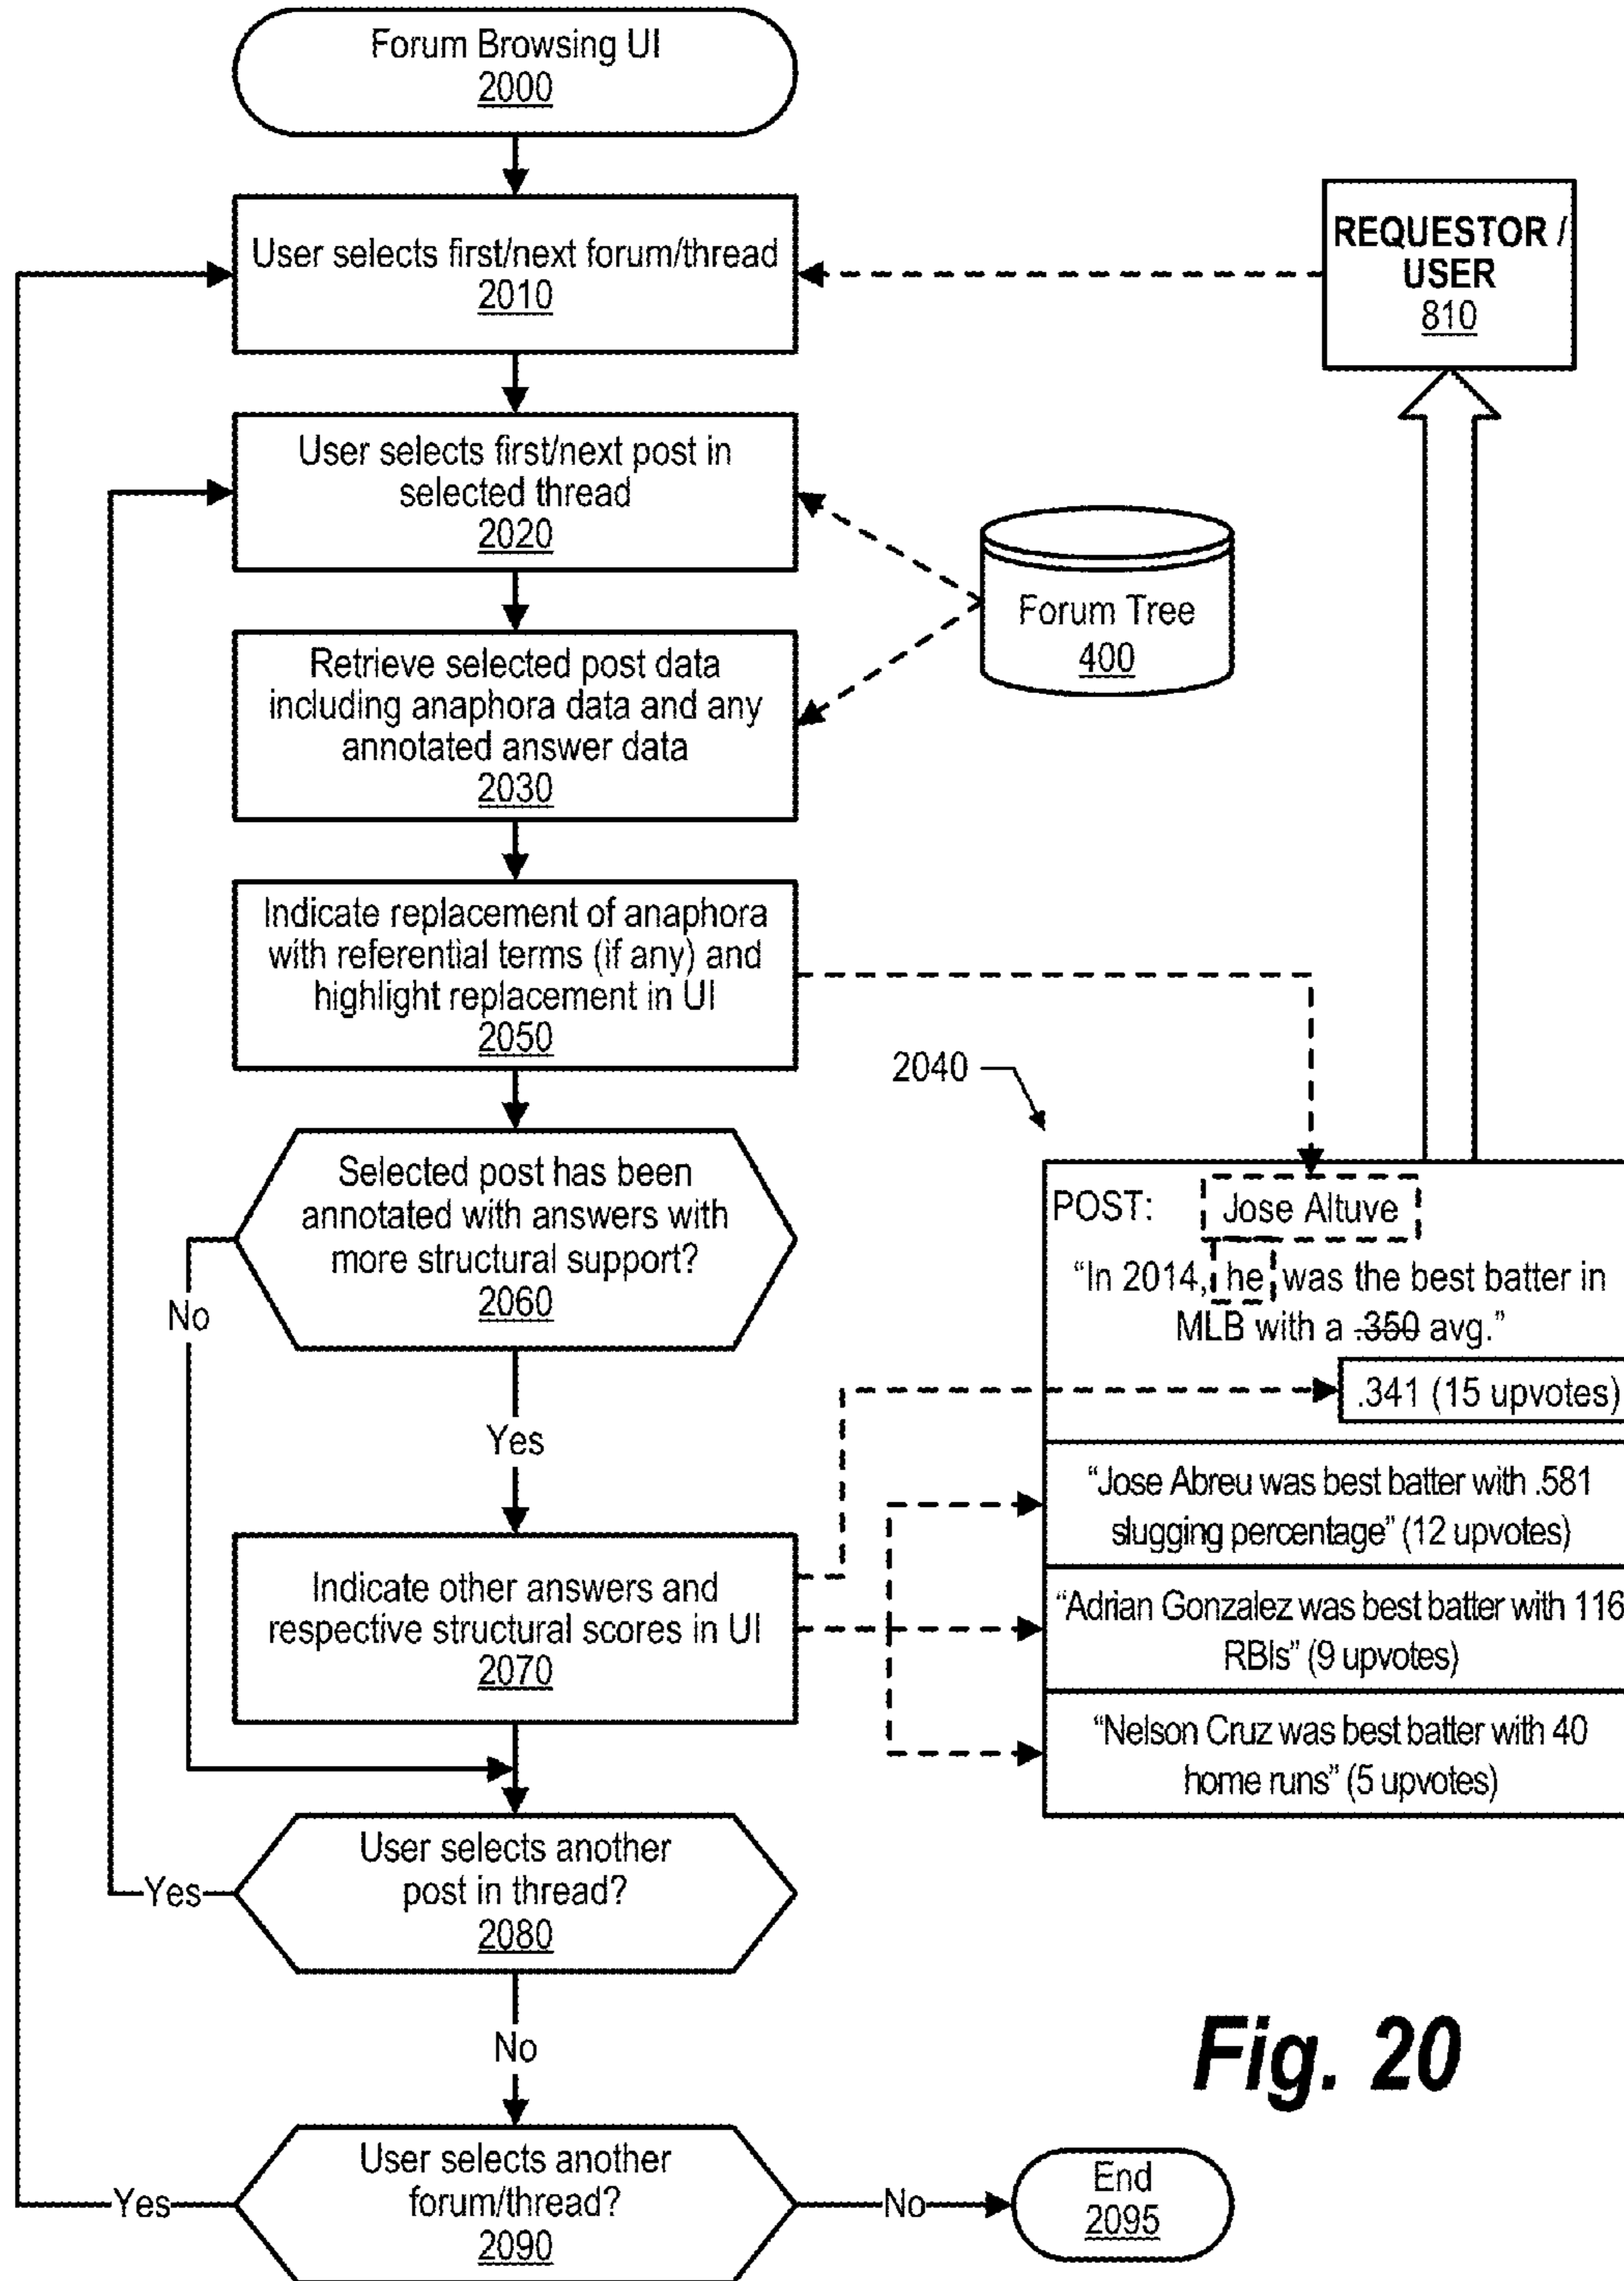 Forum Browsing UI
2000
User selects first/next forum/thread
2010
REQUESTOR /
USER
810
User selects first/next post in
selected thread
2020
Forum Tree
400
Retrieve selected post data
including anaphora data and any
annotated answer data
2030
Indicate replacement of anaphora
with referential terms (if any) and
highlight replacement in UI
2050
2040
Selected post has been
annotated with answers with
more structural support?
2060
No
Yes
POST:
Jose Altuve
“In 2014, he was the best batter in
MLB with a .350 avg.”
.341 (15 upvotes)
“Jose Abreu was best batter with .581
slugging percentage” (12 upvotes)
“Adrian Gonzalez was best batter with 116
RBIs” (9 upvotes)
“Nelson Cruz was best batter with 40
home runs” (5 upvotes)
Indicate other answers and
respective structural scores in UI
2070
User selects another
post in thread?
2080
Yes
No
User selects another
forum/thread?
2090
Yes
No
End
2095
Fig. 20